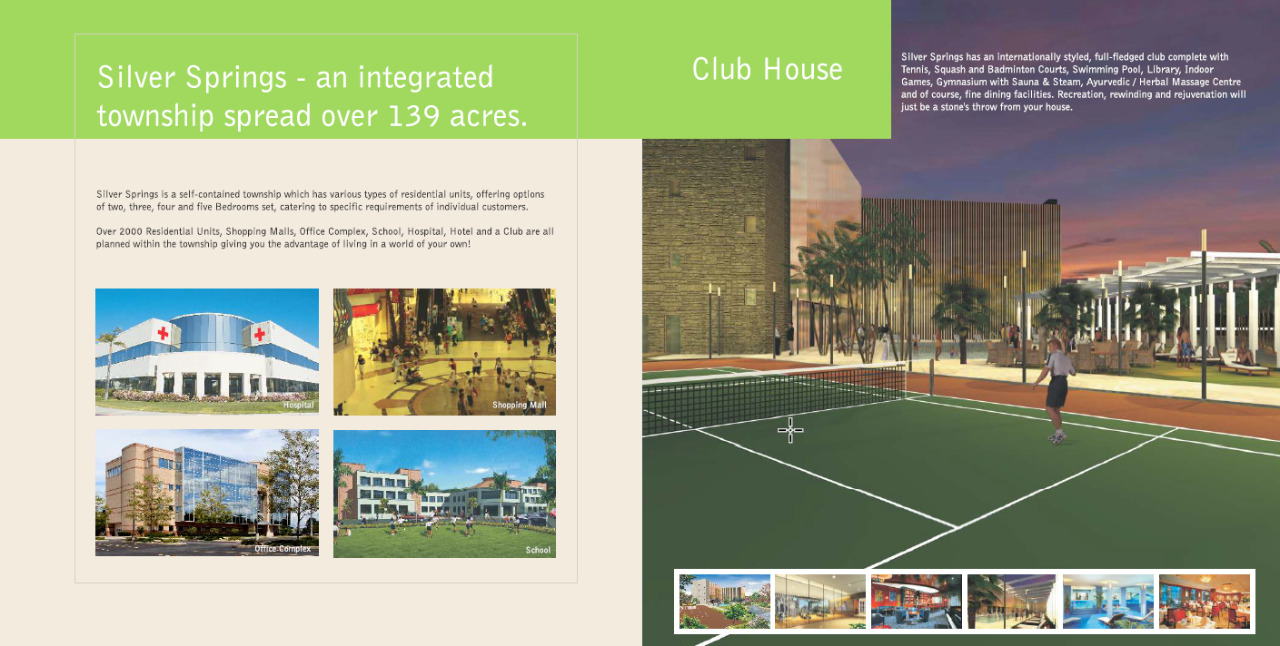 Silver Springs - an integrated
township spread over 139 acres.
Silver Springs is a self-contained township which has various types of residential units, offering options
of two, three, four and five Bedrooms set, catering to specific requirements of individual customers.
Over 2000 Residential Units, Shopping Malls, Office Complex, School, Hospital, Hotel and a Club are all
planned within the township giving you the advantage of living in a world of your own!
Hospital
Shopping Mall
Office Complex
School
Club House
Silver Springs has an internationally styled, full-fledged club complete with
Tennis, Squash and Badminton Courts, Swimming Pool, Library, Indoor
Games, Gymnasium with Sauna & Steam, Ayurvedic / Herbal Massage Centre
and of course, fine dining facilities. Recreation, rewinding and rejuvenation will
just be a stone's throw from your house.